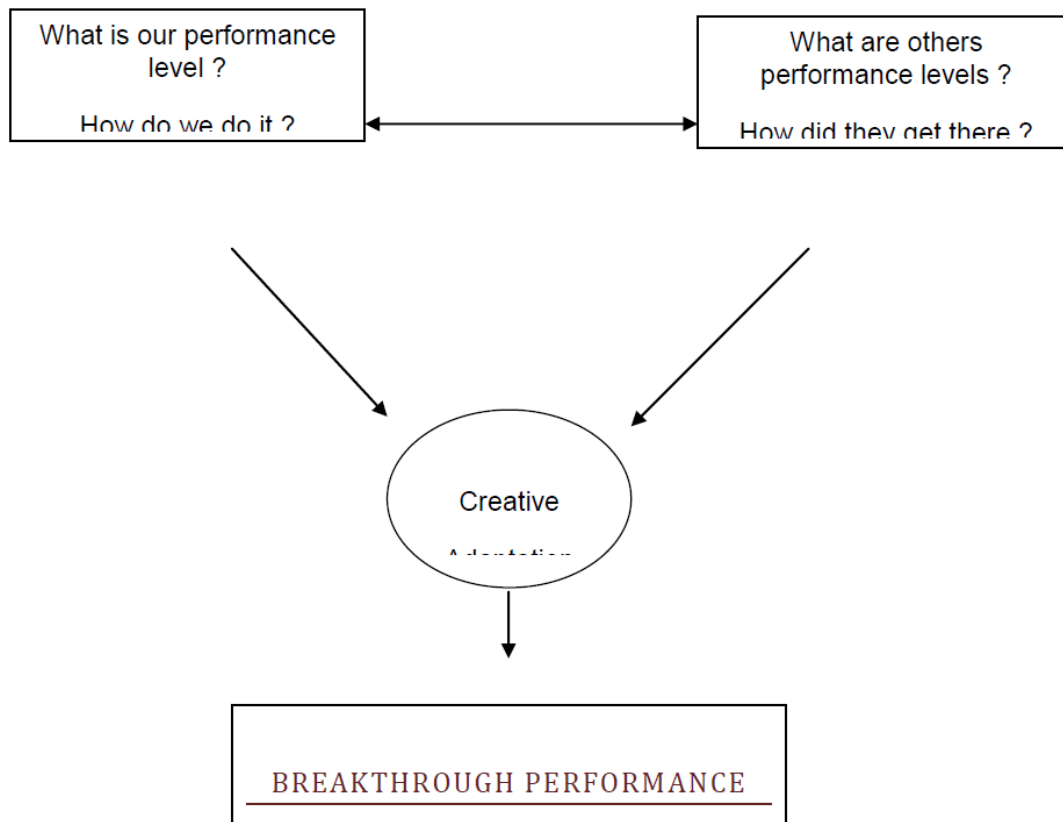 What is our performance
level ?
How do we do it ?
What are others
performance levels ?
How did they get there ?
Creative
Adaptation
BREAKTHROUGH PERFORMANCE